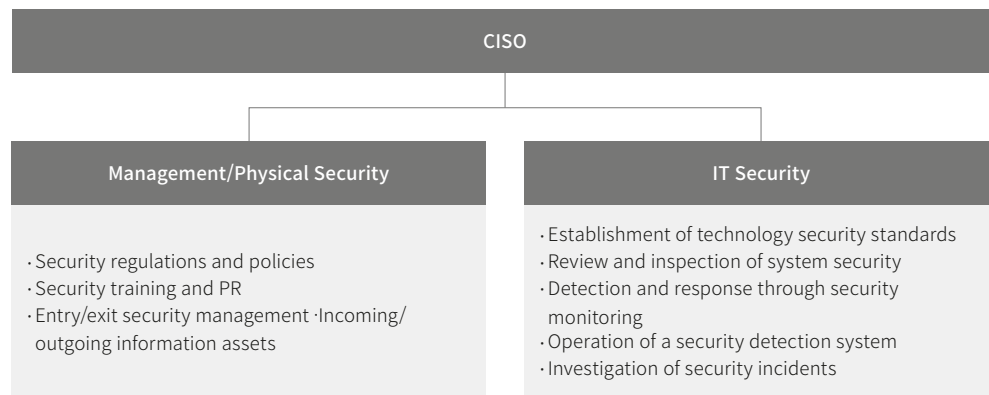 CISO
Management/Physical Security
·Security regulations and policies
·Security training and PR
·Entry/exit security management ·Incoming/
outgoing information assets
IT Security
·Establishment of technology security standards
·Review and inspection of system security
·Detection and response through security
monitoring
·Operation of a security detection system
·Investigation of security incidents